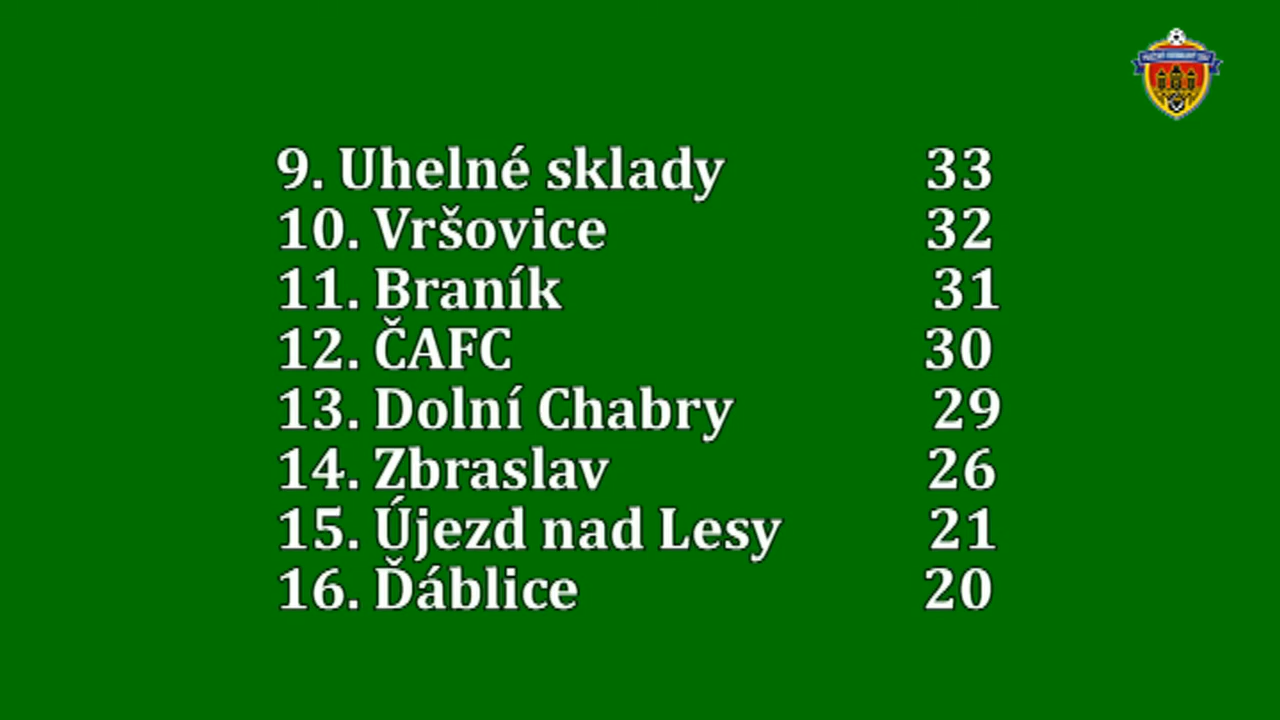 9. Uhelné sklady 33
10. Vršovice 32
11. Braník 31
12. ČAFC 30
13. Dolní Chabry 29
14. Zbraslav 26
15. Újezd nad Lesy 21
16. Ďáblice 20